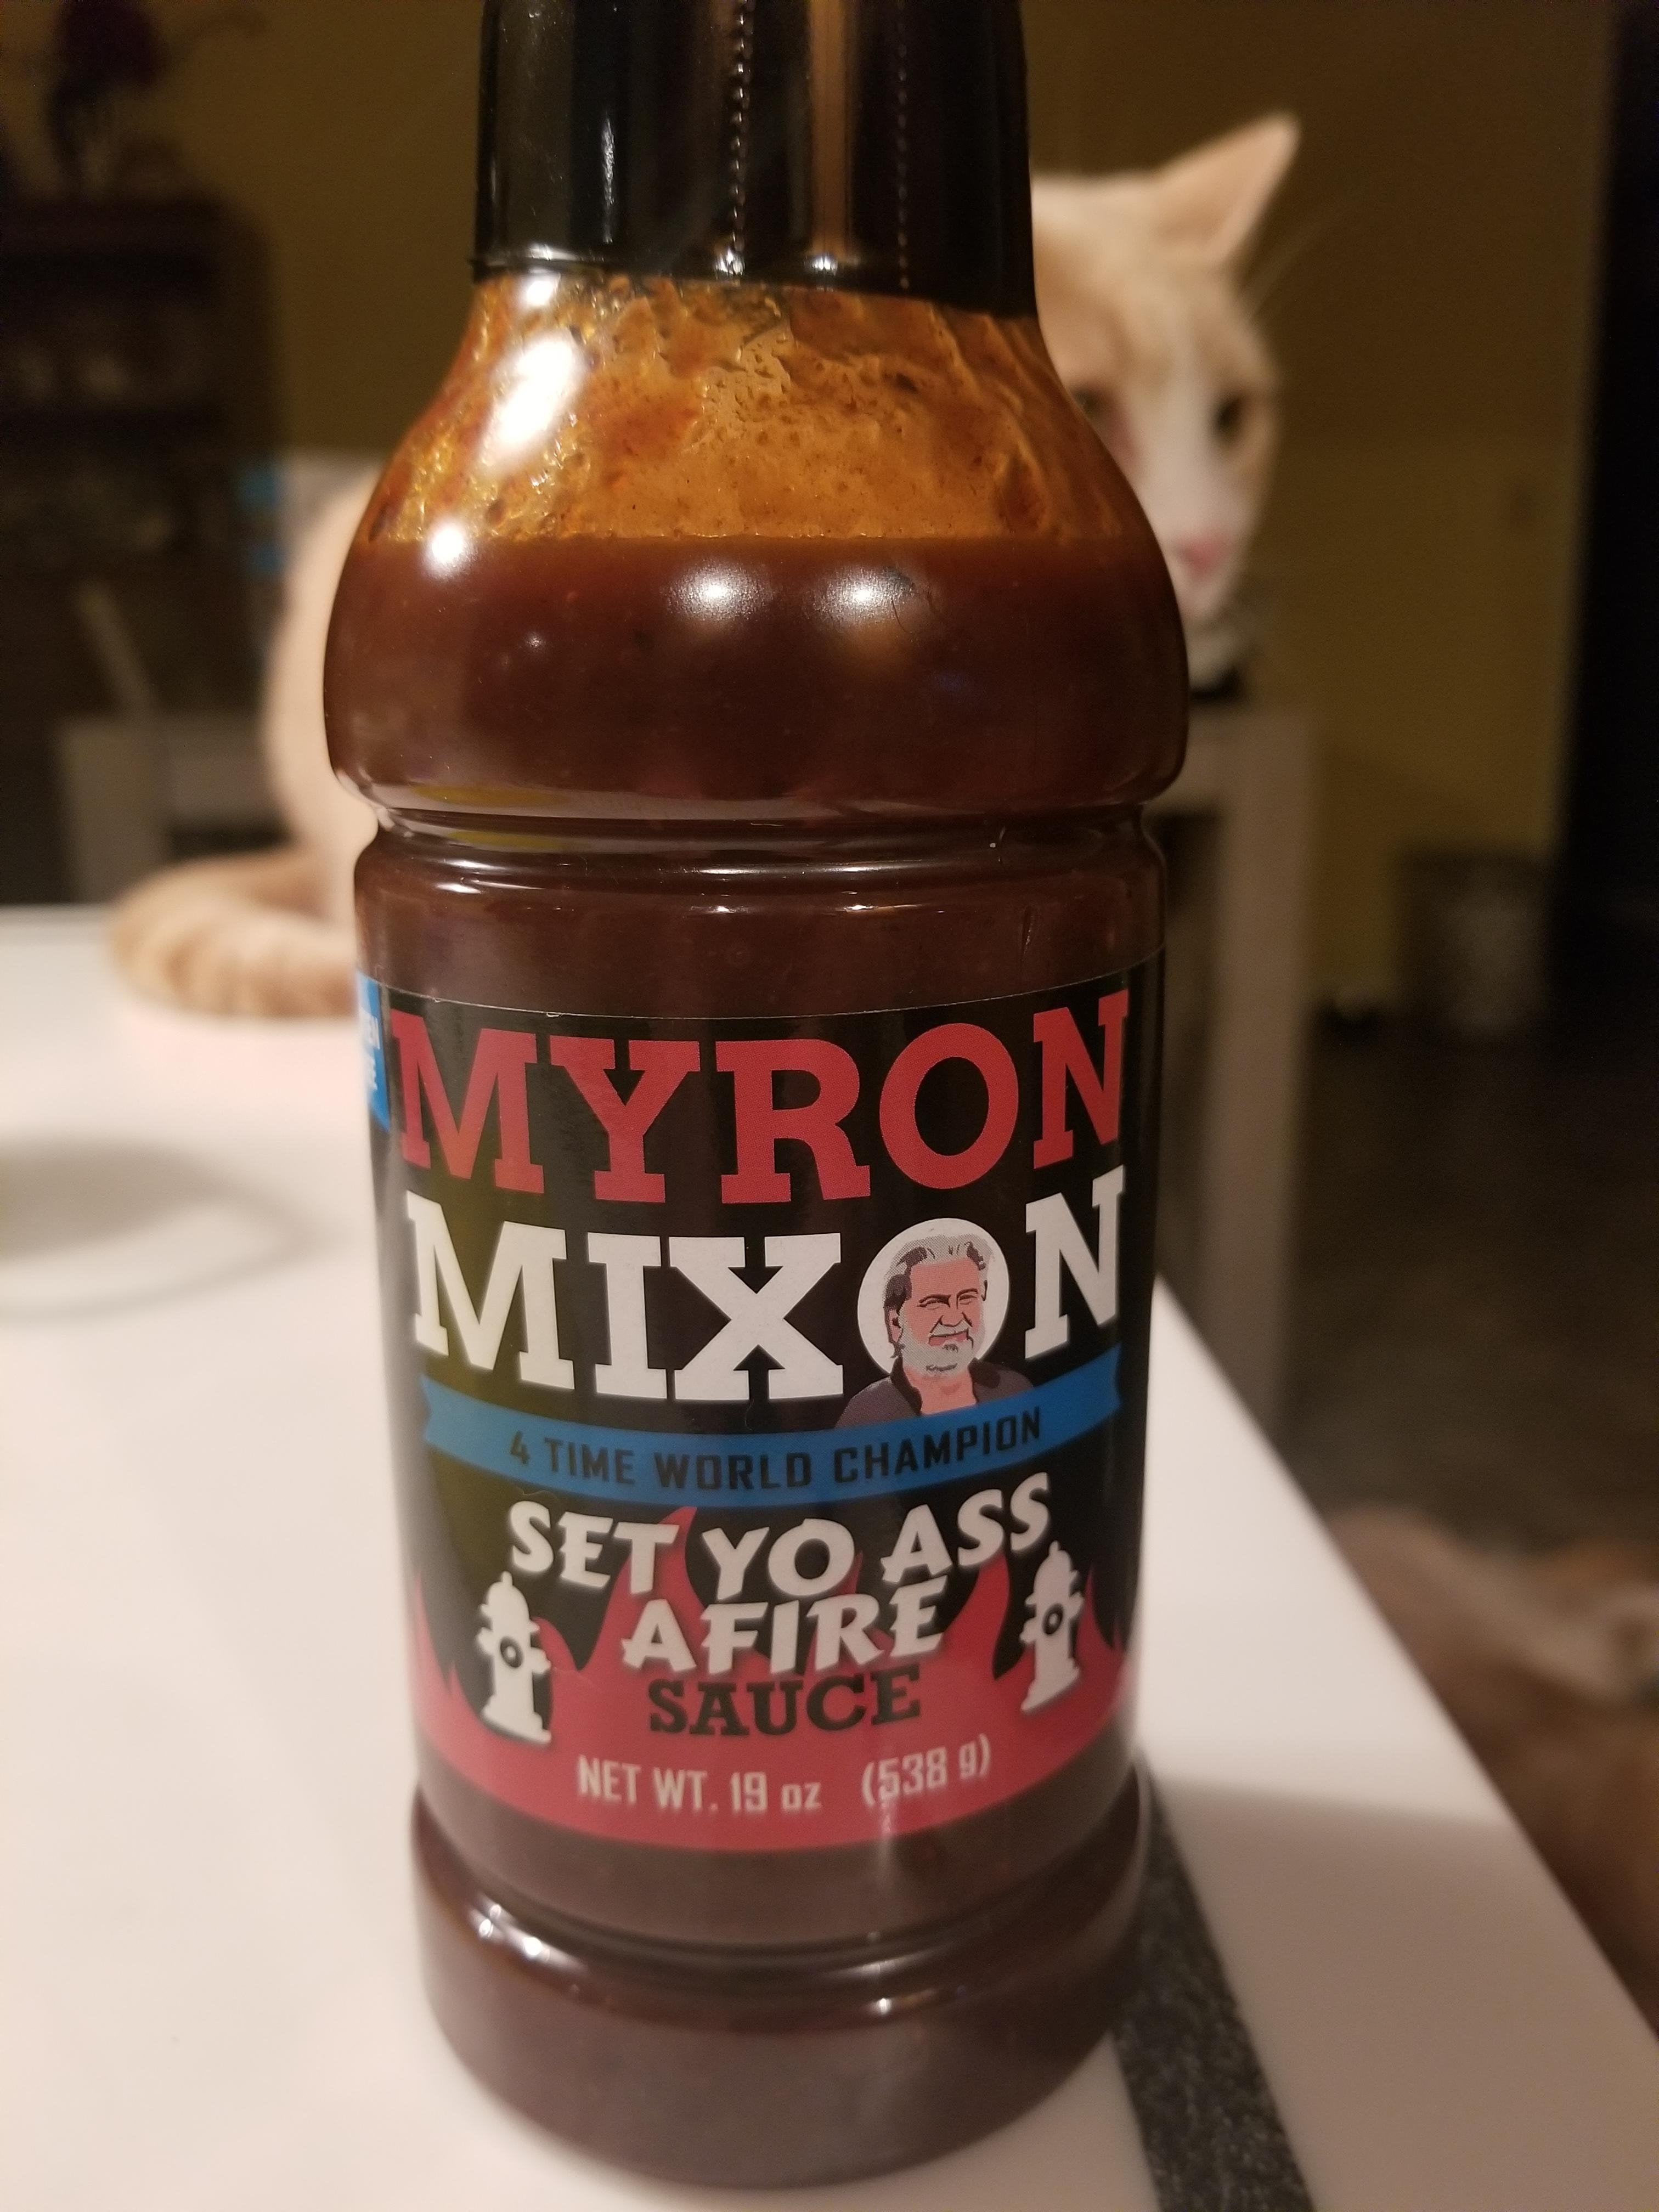 MYRON
MIXON
4 TIME WORLD CHAMPION
SET YO ASS
AFIRE
SAUCE
NET WT. 19 oz (538 g)